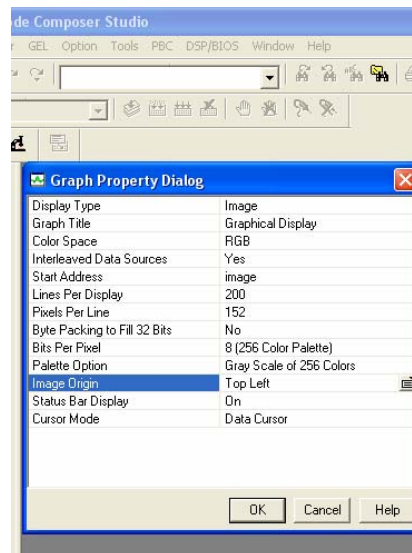 ode Composer Studio
GEL Option Tools PBC DSP/BIOS Window Help
Graph Property Dialog
Display Type Image
Graph Title Graphical Display
Color Space RGB
Interleaved Data Sources Yes
Start Address image
Lines Per Display 200
Pixels Per Line 152
Byte Packing to Fill 32 Bits No
Bits Per Pixel 8 (256 Color Palette)
Palette Option Gray Scale of 256 Colors
Image Origin Top Left
Status Bar Display On
Cursor Mode Data Cursor
OK Cancel Help